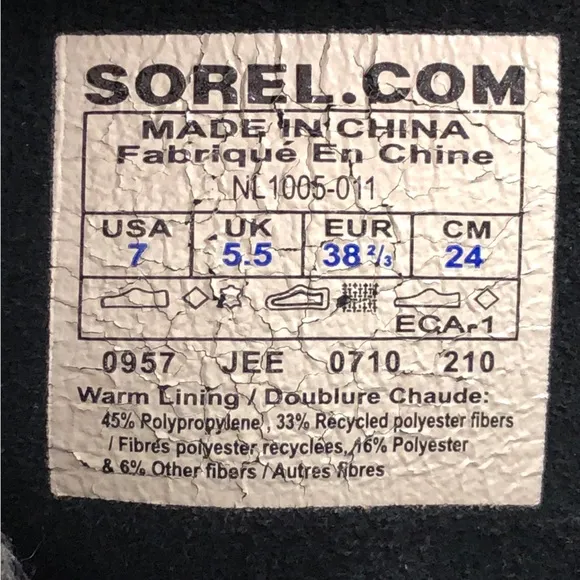 SOREL.COM
MADE IN CHINA
Fabriqué En Chine
NL1005-011
USA UK EUR CM
7 5.5 38 2/3 24
ECA-1
0957 JEE 0710 210
Warm Lining / Doublure Chaude:
45% Polypropylene , 33% Recycled polyester fibers
/ Fibres polyester recyclées, 16% Polyester
& 6% Other fibers / Autres fibres